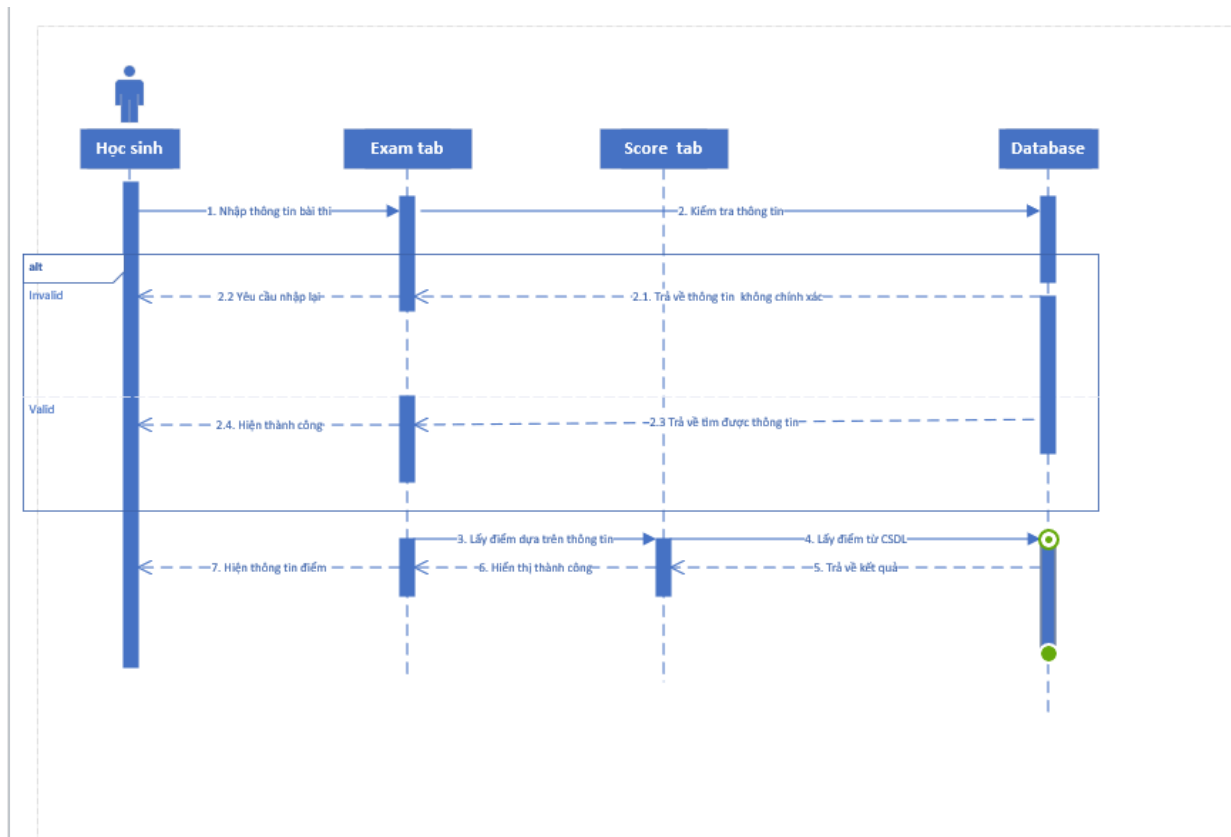 Học sinh
Exam tab
Score tab
Database
1. Nhập thông tin bài thi
2. Kiểm tra thông tin
alt
Invalid
2.2 Yêu cầu nhập lại
2.1. Trả về thông tin không chính xác
Valid
2.4. Hiện thành công
2.3 Trả về tìm được thông tin
3. Lấy điểm dựa trên thông tin
4. Lấy điểm từ CSDL
7. Hiện thông tin điểm
6. Hiển thị thành công
5. Trả về kết quả